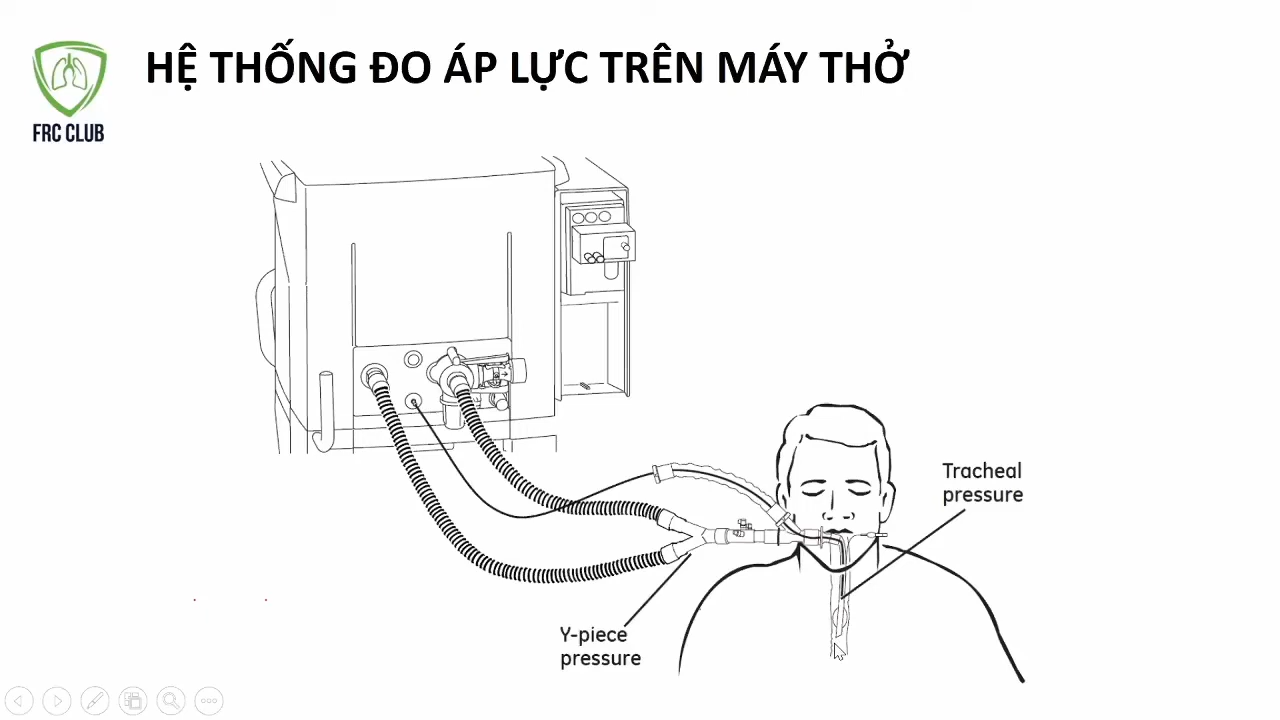 HỆ THỐNG ĐO ÁP LỰC TRÊN MÁY THỞ
FRC CLUB
Tracheal
pressure
Y-piece
pressure